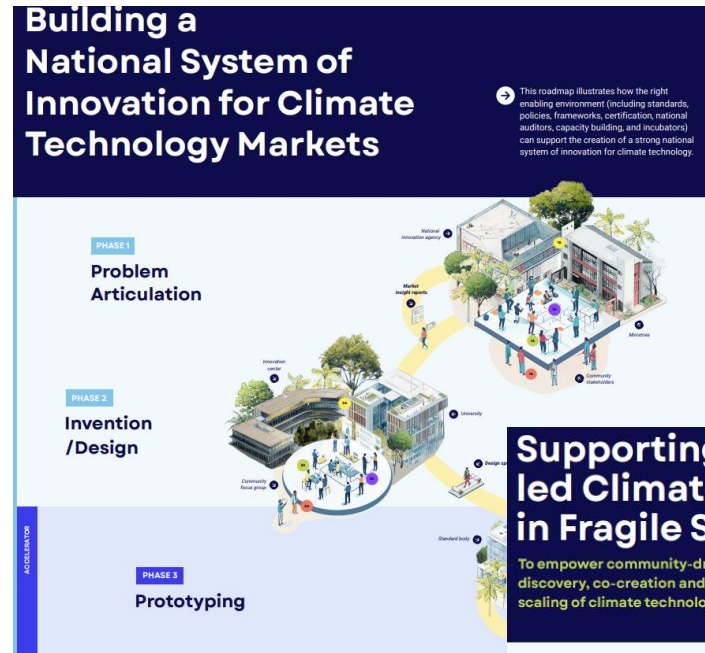 Building a
National System of
Innovation for Climate
Technology Markets
This roadmap illustrates how the right
enabling environment (including standards,
policies, frameworks, certification, national
auditors, capacity building, and incubators)
can support the creation of a strong national
system of innovation for climate technology.
PHASE 1
Problem
Articulation
National
innovation agency
Market
insight reports
Ministries
Community
stakeholders
PHASE 2
Invention
/Design
Innovation
center
University
Community
focus group
Design sp
ACCELERATOR
PHASE 3
Prototyping
Standard body
Supporting
led Climat
in Fragile S
To empower community-dr
discovery, co-creation and
scaling of climate technolo